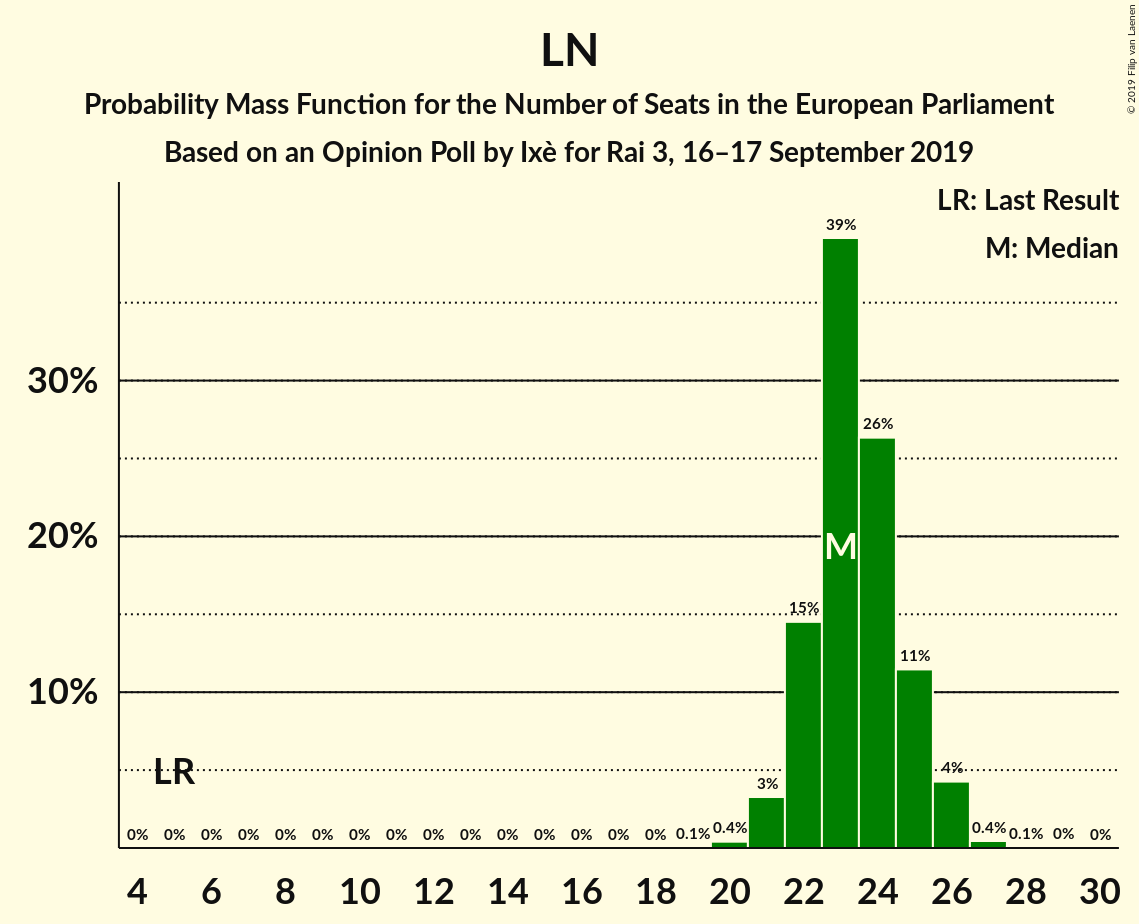 LN
Probability Mass Function for the Number of Seats in the European Parliament
Based on an Opinion Poll by Ixè for Rai 3, 16–17 September 2019
© 2019 Filip van Laenen
LR: Last Result
M: Median
39%
30%
26%
20%
M
15%
11%
10%
LR
4%
3%
0% 0% 0% 0% 0% 0% 0% 0% 0% 0% 0% 0% 0% 0% 0% 0.1% 0.4% 0.4% 0.1% 0% 0%
4 6 8 10 12 14 16 18 20 22 24 26 28 30